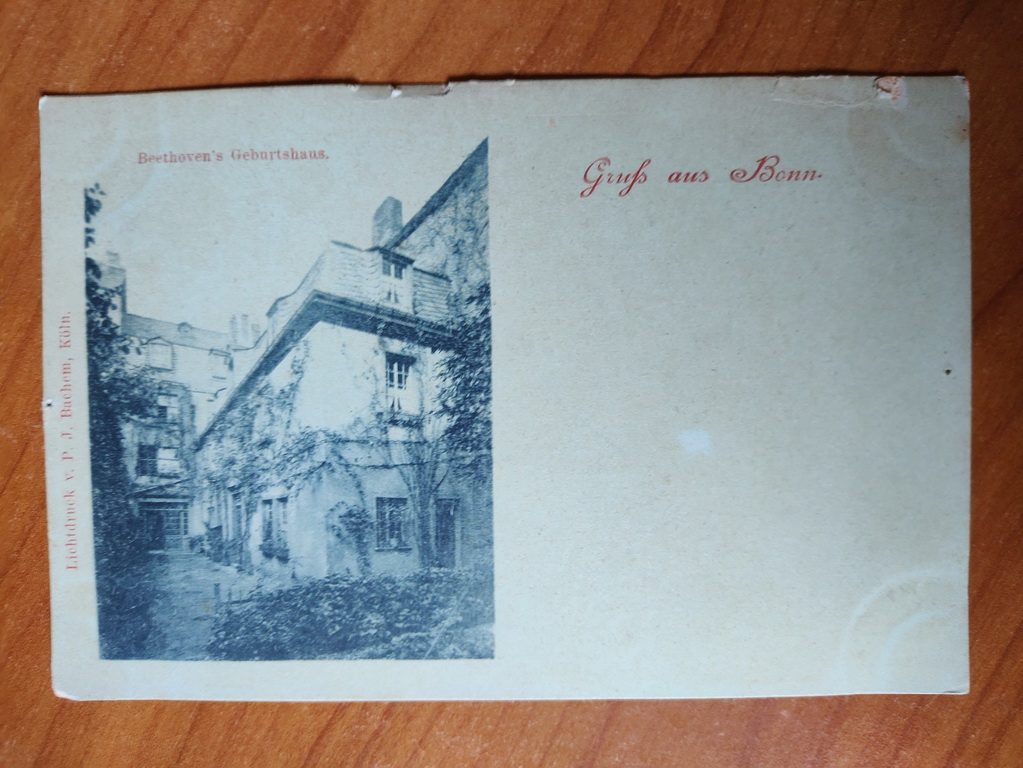 Beethoven's Geburtshaus.
Gruß aus Bonn.
Lichtdruck v. P. J. Bachem, Köln.